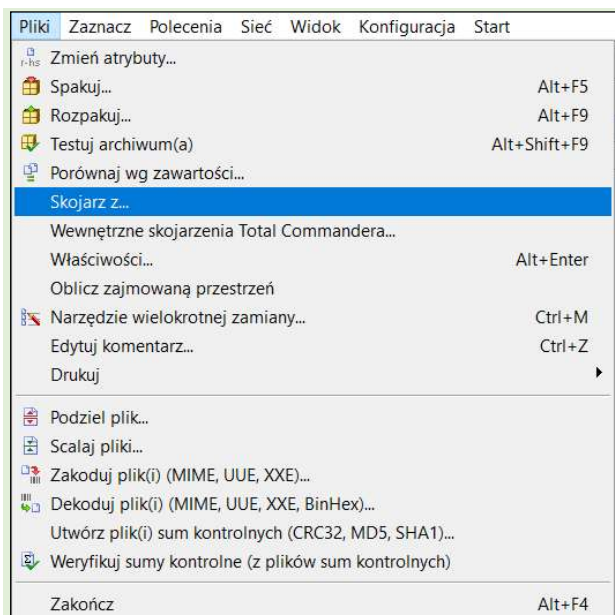 Pliki Zaznacz Polecenia Sieć Widok Konfiguracja Start
r-hs Zmień atrybuty...
Spakuj... Alt+F5
Rozpakuj... Alt+F9
Testuj archiwum(a) Alt+Shift+F9
Porównaj wg zawartości...
Skojarz z...
Wewnętrzne skojarzenia Total Commandera...
Właściwości... Alt+Enter
Oblicz zajmowaną przestrzeń
Narzędzie wielokrotnej zamiany... Ctrl+M
Edytuj komentarz... Ctrl+Z
Drukuj
Podziel plik...
Scalaj pliki...
Zakoduj plik(i) (MIME, UUE, XXE)...
Dekoduj plik(i) (MIME, UUE, XXE, BinHex)...
Utwórz plik(i) sum kontrolnych (CRC32, MD5, SHA1)...
Weryfikuj sumy kontrolne (z plików sum kontrolnych)
Zakończ Alt+F4